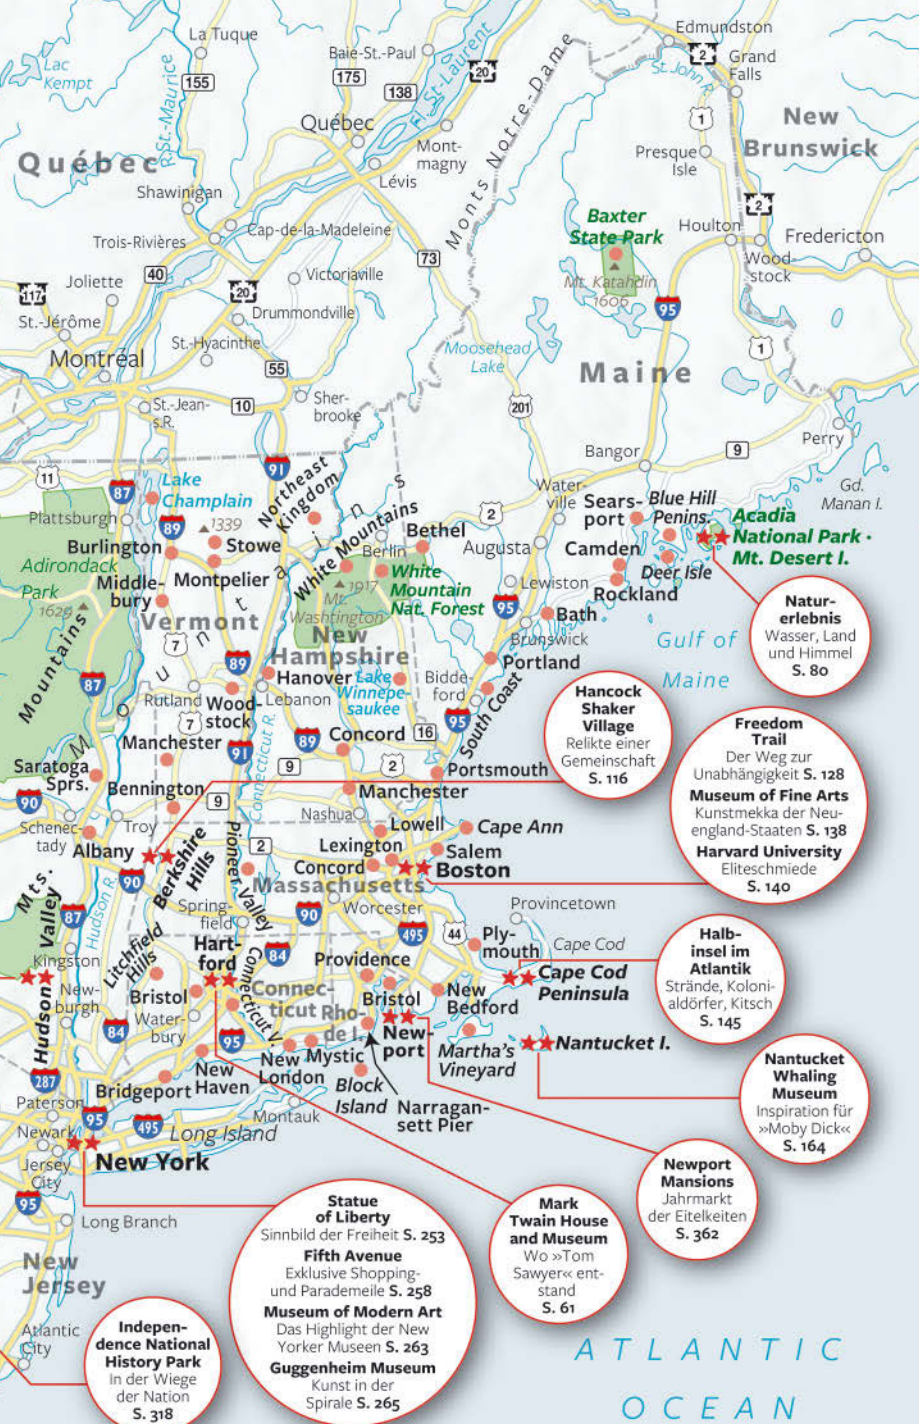 Edmundston
La Tuque
Baie-St.-Paul
Lac
Kempt
155
175
138
20
2
Grand
Falls
St.John R.
R.St.-Maurice
Fl. St-Laurent
Monts Notre-Dame
Québec
Mont-
magny
Lévis
1
New
Brunswick
Presque
Isle
Québec
Shawinigan
2
Baxter
State Park
Houlton
Fredericton
Wood-
stock
Cap-de-la-Madeleine
Trois-Rivières
73
Mt. Katahdin
1606
95
Joliette
40
Victoriaville
117
20
St.-Jérôme
Drummondville
Montréal
St.-Hyacinthe
Moosehead
Lake
1
55
Maine
St.-Jean-
s.R.
10
Sher-
brooke
201
Perry
Bangor
9
11
91
87
Lake
Champlain
Northeast
Kingdom
Water-
ville
Sears-
port
Blue Hill
Penins.
Gd.
Manan I.
Plattsburgh
89
1339
2
Acadia
National Park ·
Mt. Desert I.
Burlington
Stowe
White Mountains
Berlin
Bethel
Augusta
Camden
Deer Isle
Adirondack
Park
Middle-
bury
Montpelier
1917
Mt.
Washington
White
Mountain
Nat. Forest
Lewiston
Rockland
1629
Mountains
Vermont
95
Bath
Natur-
erlebnis
Wasser, Land
und Himmel
S. 80
7
New
Hampshire
Brunswick
Gulf of
Maine
89
Hanover
Lake
Winnepe-
saukee
Bidde-
ford
Portland
87
Rutland
Wood-
stock
Lebanon
South Coast
Hancock
Shaker
Village
Relikte einer
Gemeinschaft
S. 116
Mountains
7
Manchester
91
89
Concord
16
95
Connecticut R.
Freedom
Trail
Der Weg zur
Unabhängigkeit S. 128
Museum of Fine Arts
Kunstmekka der Neu-
england-Staaten S. 138
Harvard University
Eliteschmiede
S. 140
Saratoga
Sprs.
9
2
Portsmouth
Bennington
Manchester
90
9
Nashua
Schenec-
tady
Troy
Lowell
Cape Ann
Albany
Berkshire
Hills
Pioneer Valley
2
Lexington
Concord
Salem
Boston
Massachusetts
Mts.
90
Hudson R.
87
Spring-
field
90
Worcester
495
44
Provincetown
Ply-
mouth
Cape Cod
Halb-
insel im
Atlantik
Strände, Koloni-
aldörfer, Kitsch
S. 145
Hudson Valley
Kingston
Litchfield
Hills
Hart-
ford
84
Providence
Cape Cod
Peninsula
New-
burgh
Bristol
Connecticut V.
Connec-
ticut
Rho-
de I.
Bristol
New
Bedford
84
Water-
bury
95
New-
port
Nantucket I.
287
New
Haven
New
London
Mystic
Martha's
Vineyard
Nantucket
Whaling
Museum
Inspiration für
»Moby Dick«
S. 164
Bridgeport
Block
Island
Narragan-
sett Pier
Paterson
95
495
Montauk
Long Island
Newark
New York
Jersey
City
95
Newport
Mansions
Jahrmarkt
der Eitelkeiten
S. 362
Long Branch
Statue
of Liberty
Sinnbild der Freiheit S. 253
Fifth Avenue
Exklusive Shopping-
und Parademeile S. 258
Museum of Modern Art
Das Highlight der New
Yorker Museen S. 263
Guggenheim Museum
Kunst in der
Spirale S. 265
Mark
Twain House
and Museum
Wo »Tom
Sawyer« ent-
stand
S. 61
New
Jersey
Atlantic
City
Indepen-
dence National
History Park
In der Wiege
der Nation
S. 318
ATLANTIC
OCEAN